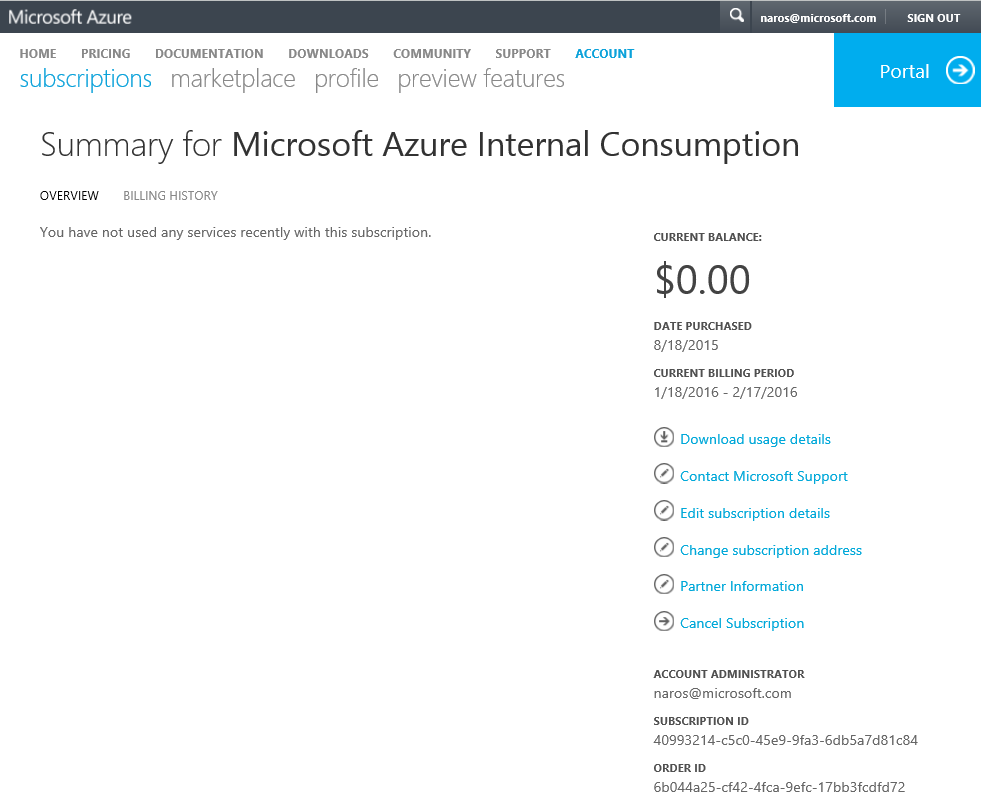 Microsoft Azure
naros@microsoft.com SIGN OUT
HOME PRICING DOCUMENTATION DOWNLOADS COMMUNITY SUPPORT ACCOUNT
subscriptions marketplace profile preview features
Portal
Summary for Microsoft Azure Internal Consumption
OVERVIEW BILLING HISTORY
You have not used any services recently with this subscription.
CURRENT BALANCE:
$0.00
DATE PURCHASED
8/18/2015
CURRENT BILLING PERIOD
1/18/2016 - 2/17/2016
Download usage details
Contact Microsoft Support
Edit subscription details
Change subscription address
Partner Information
Cancel Subscription
ACCOUNT ADMINISTRATOR
naros@microsoft.com
SUBSCRIPTION ID
40993214-c5c0-45e9-9fa3-6db5a7d81c84
ORDER ID
6b044a25-cf42-4fca-9efc-17bb3fcdfd72